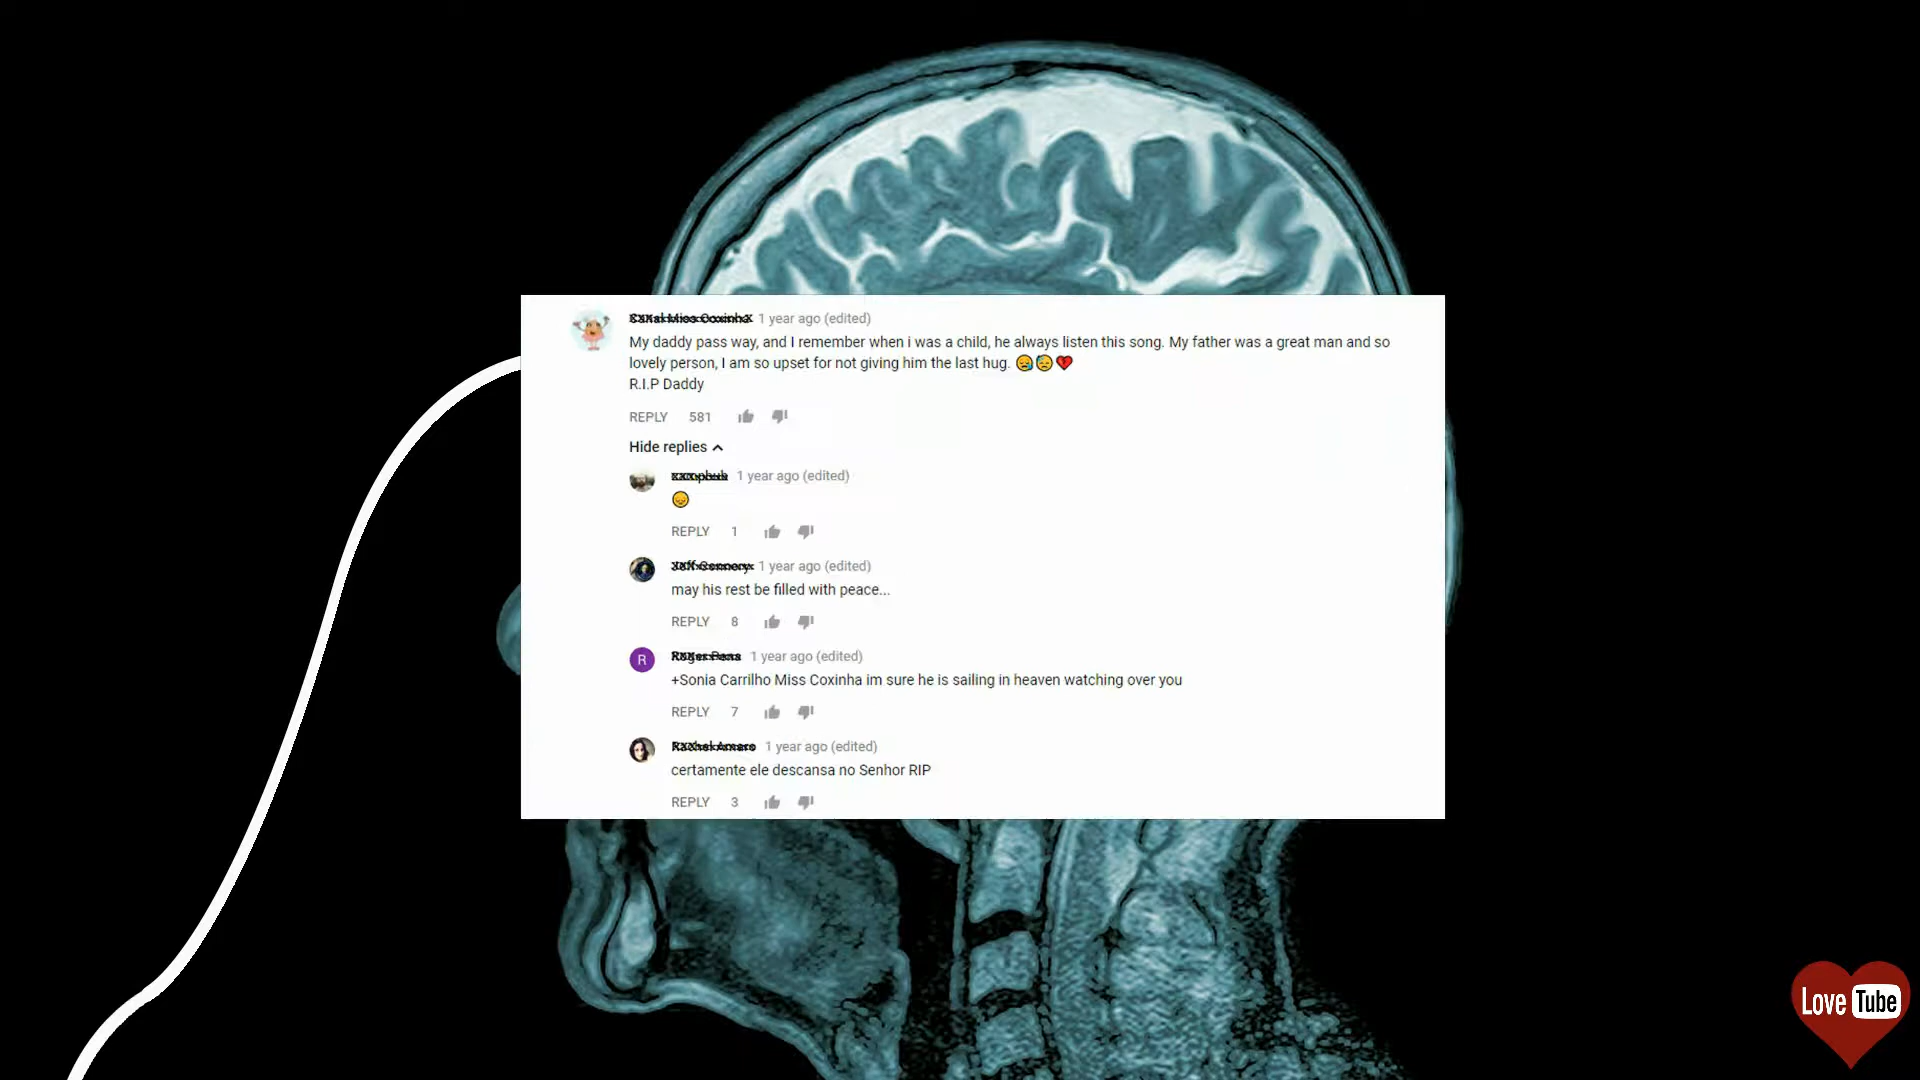 1 year ago (edited)
My daddy pass way, and I remember when i was a child, he always listen this song. My father was a great man and so
lovely person, I am so upset for not giving him the last hug. 😥😓💔
R.I.P Daddy
REPLY 581
Hide replies
1 year ago (edited)
😞
REPLY 1
1 year ago (edited)
may his rest be filled with peace...
REPLY 8
R
1 year ago (edited)
+Sonia Carrilho Miss Coxinha im sure he is sailing in heaven watching over you
REPLY 7
1 year ago (edited)
certamente ele descansa no Senhor RIP
REPLY 3
Love Tube